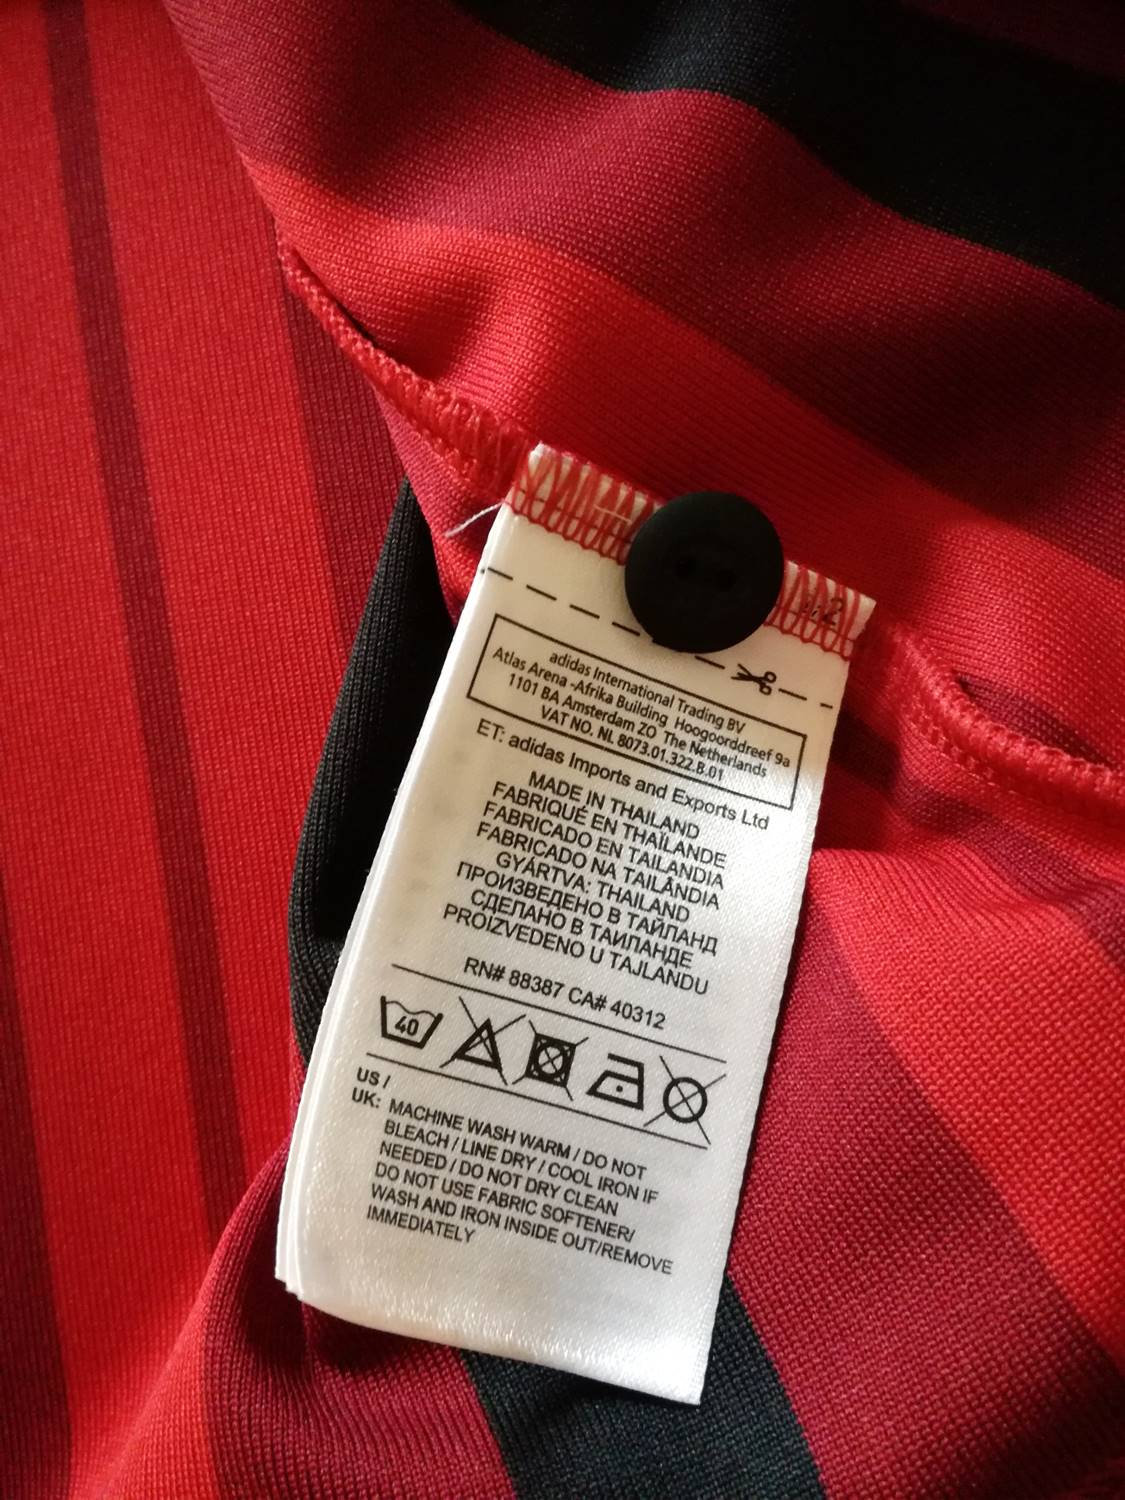 adidas International Trading BV
Atlas Arena -Afrika Building Hoogoorddreef 9a
1101 BA Amsterdam ZO The Netherlands
VAT NO. NL 8073.01.322.B.01
ET: adidas Imports and Exports Ltd
MADE IN THAILAND
FABRIQUÉ EN THAÏLANDE
FABRICADO EN TAILANDIA
FABRICADO NA TAILÂNDIA
GYÁRTVA: THAILAND
ПРОИЗВЕДЕНО В ТАЙЛАНД
СДЕЛАНО В ТАИЛАНДЕ
PROIZVEDENO U TAJLANDU
RN# 88387 CA# 40312
40
US /
UK: MACHINE WASH WARM / DO NOT
BLEACH / LINE DRY / COOL IRON IF
NEEDED / DO NOT DRY CLEAN
DO NOT USE FABRIC SOFTENER/
WASH AND IRON INSIDE OUT/REMOVE
IMMEDIATELY